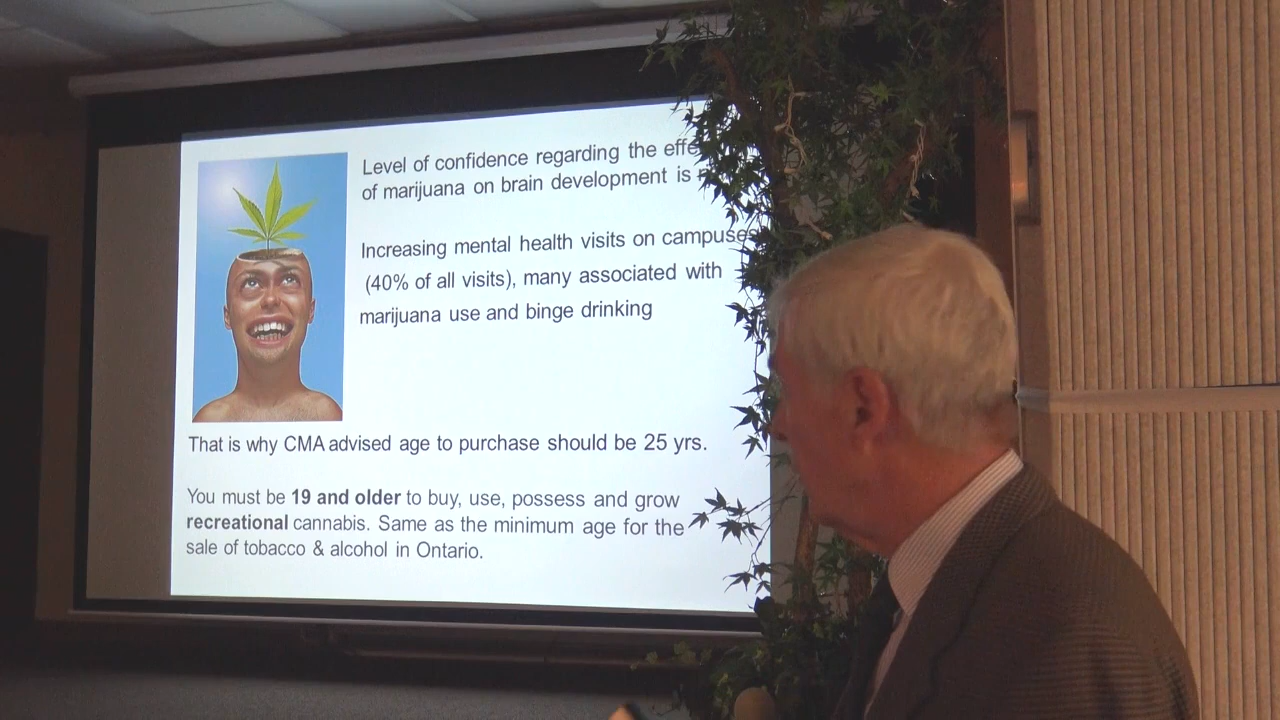 Level of confidence regarding the
of marijuana on brain development is
Increasing mental health visits on campuses
(40% of all visits), many associated with
marijuana use and binge drinking
That is why CMA advised age to purchase should be 25 yrs.
You must be 19 and older to buy, use, possess and grow
recreational cannabis. Same as the minimum age for the
sale of tobacco & alcohol in Ontario.